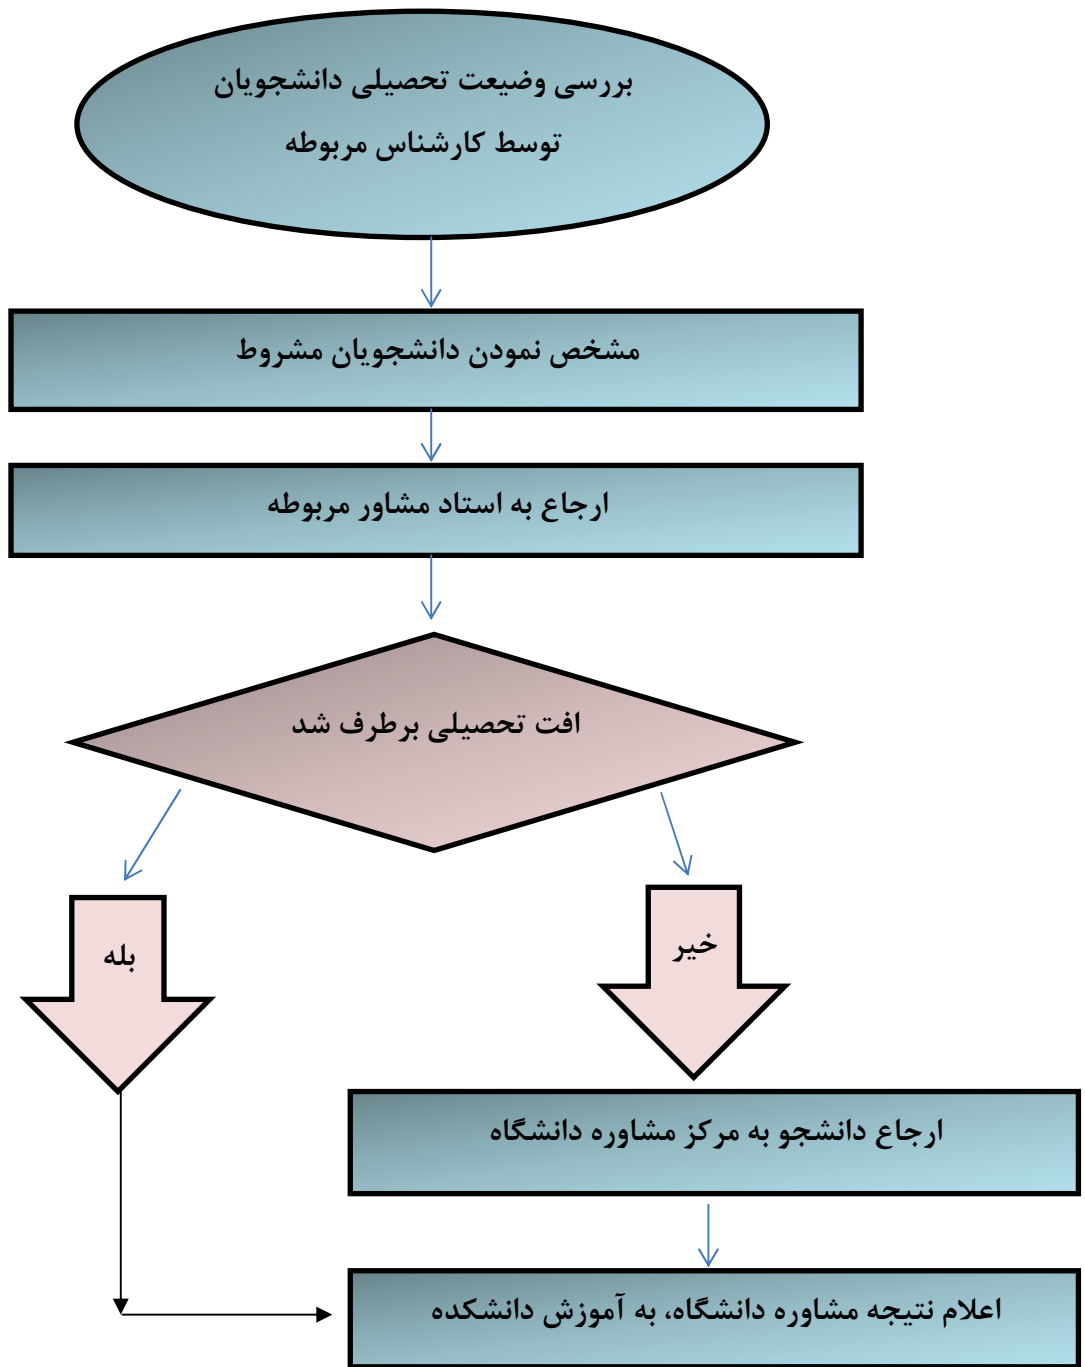 بررسی وضیعت تحصیلی دانشجویان
توسط کارشناس مربوطه
مشخص نمودن دانشجویان مشروط
ارجاع به استاد مشاور مربوطه
افت تحصیلی برطرف شد
خیر
بله
ارجاع دانشجو به مرکز مشاوره دانشگاه
اعلام نتیجه مشاوره دانشگاه، به آموزش دانشکده